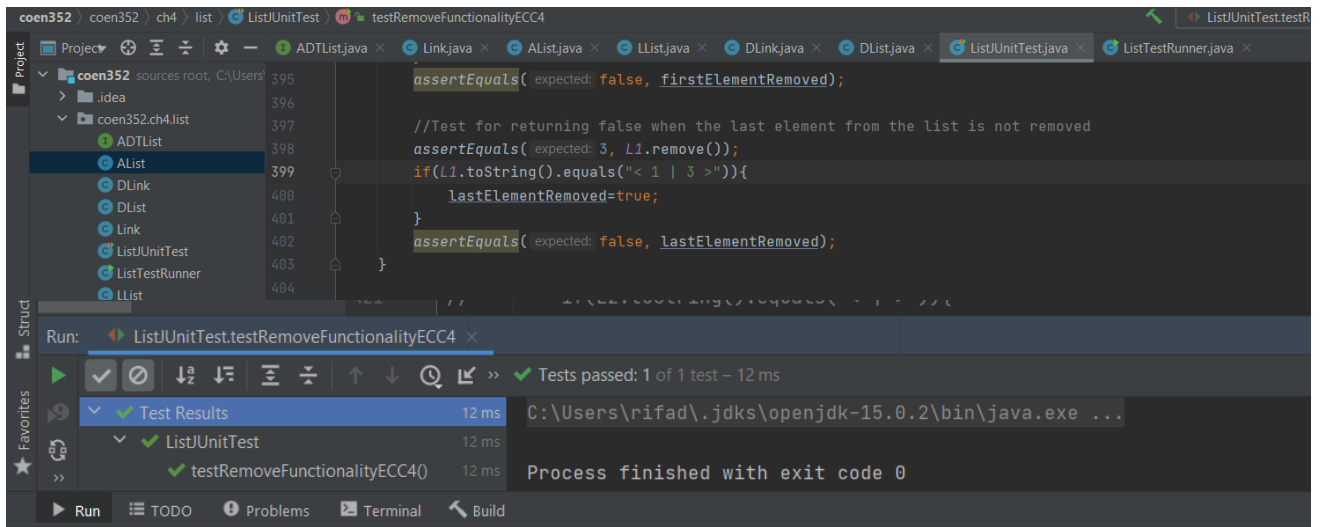 coen352 › coen352 › ch4 › list › ListJUnitTest › testRemoveFunctionalityECC4 ListJUnitTest.testR
Project ADTList.java Link.java AList.java LList.java DLink.java DList.java ListJUnitTest.java ListTestRunner.java
Project
coen352 sources root, C:\Users\
.idea
coen352.ch4.list
ADTList
AList
DLink
DList
Link
ListJUnitTest
ListTestRunner
LList
395 assertEquals( expected: false, firstElementRemoved);
396
397 //Test for returning false when the last element from the list is not removed
398 assertEquals( expected: 3, L1.remove());
399 if(L1.toString().equals("< 1 | 3 >")){
400 lastElementRemoved=true;
401 }
402 assertEquals( expected: false, lastElementRemoved);
403 }
404
Struct
Run: ListJUnitTest.testRemoveFunctionalityECC4
Tests passed: 1 of 1 test – 12 ms
Favorites
Test Results 12 ms
ListJUnitTest 12 ms
testRemoveFunctionalityECC4() 12 ms
C:\Users\rifad\.jdks\openjdk-15.0.2\bin\java.exe ...
Process finished with exit code 0
Run TODO Problems Terminal Build